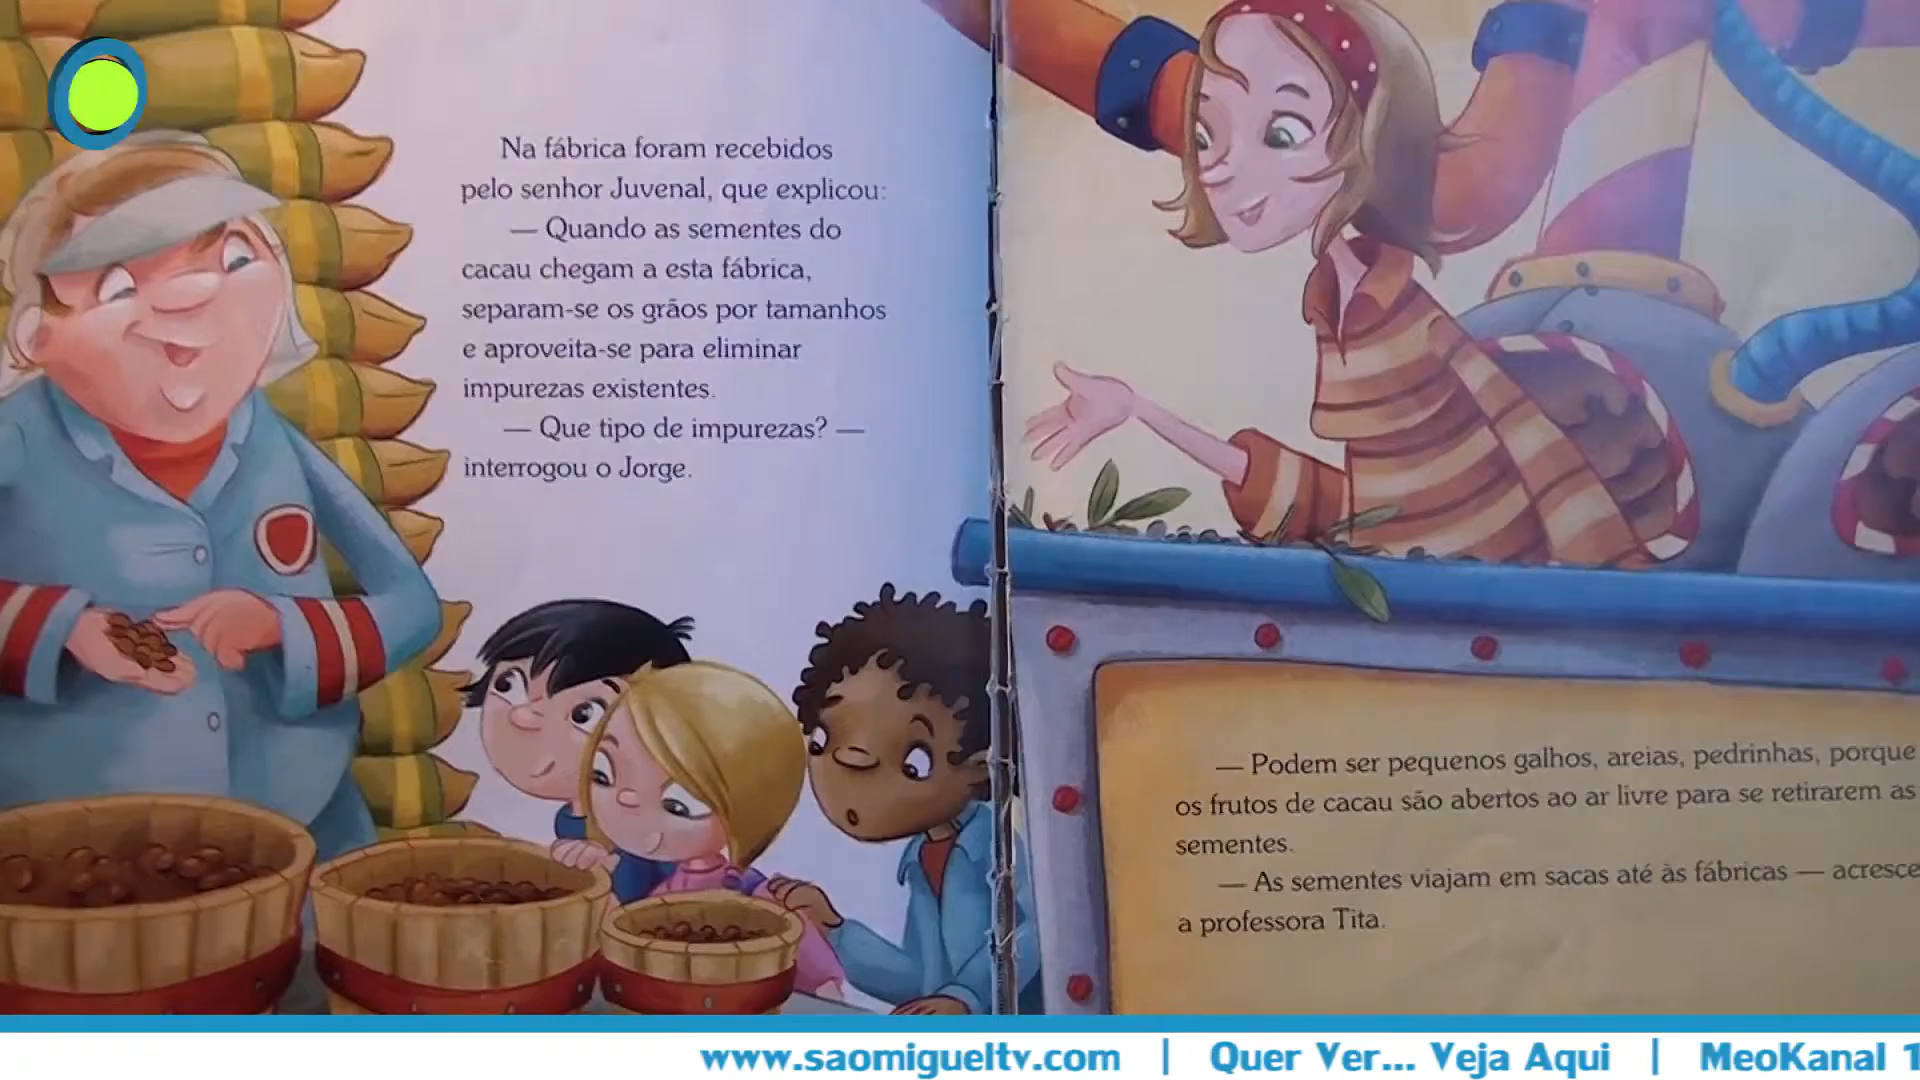 Na fábrica foram recebidos
pelo senhor Juvenal, que explicou:
— Quando as sementes do
cacau chegam a esta fábrica,
separam-se os grãos por tamanhos
e aproveita-se para eliminar
impurezas existentes.
— Que tipo de impurezas? —
interrogou o Jorge.
— Podem ser pequenos galhos, areias, pedrinhas, porque
os frutos de cacau são abertos ao ar livre para se retirarem as
sementes.
— As sementes viajam em sacas até às fábricas — acresce
a professora Tita.
www.saomigueltv.com | Quer Ver... Veja Aqui | MeoKanal 1